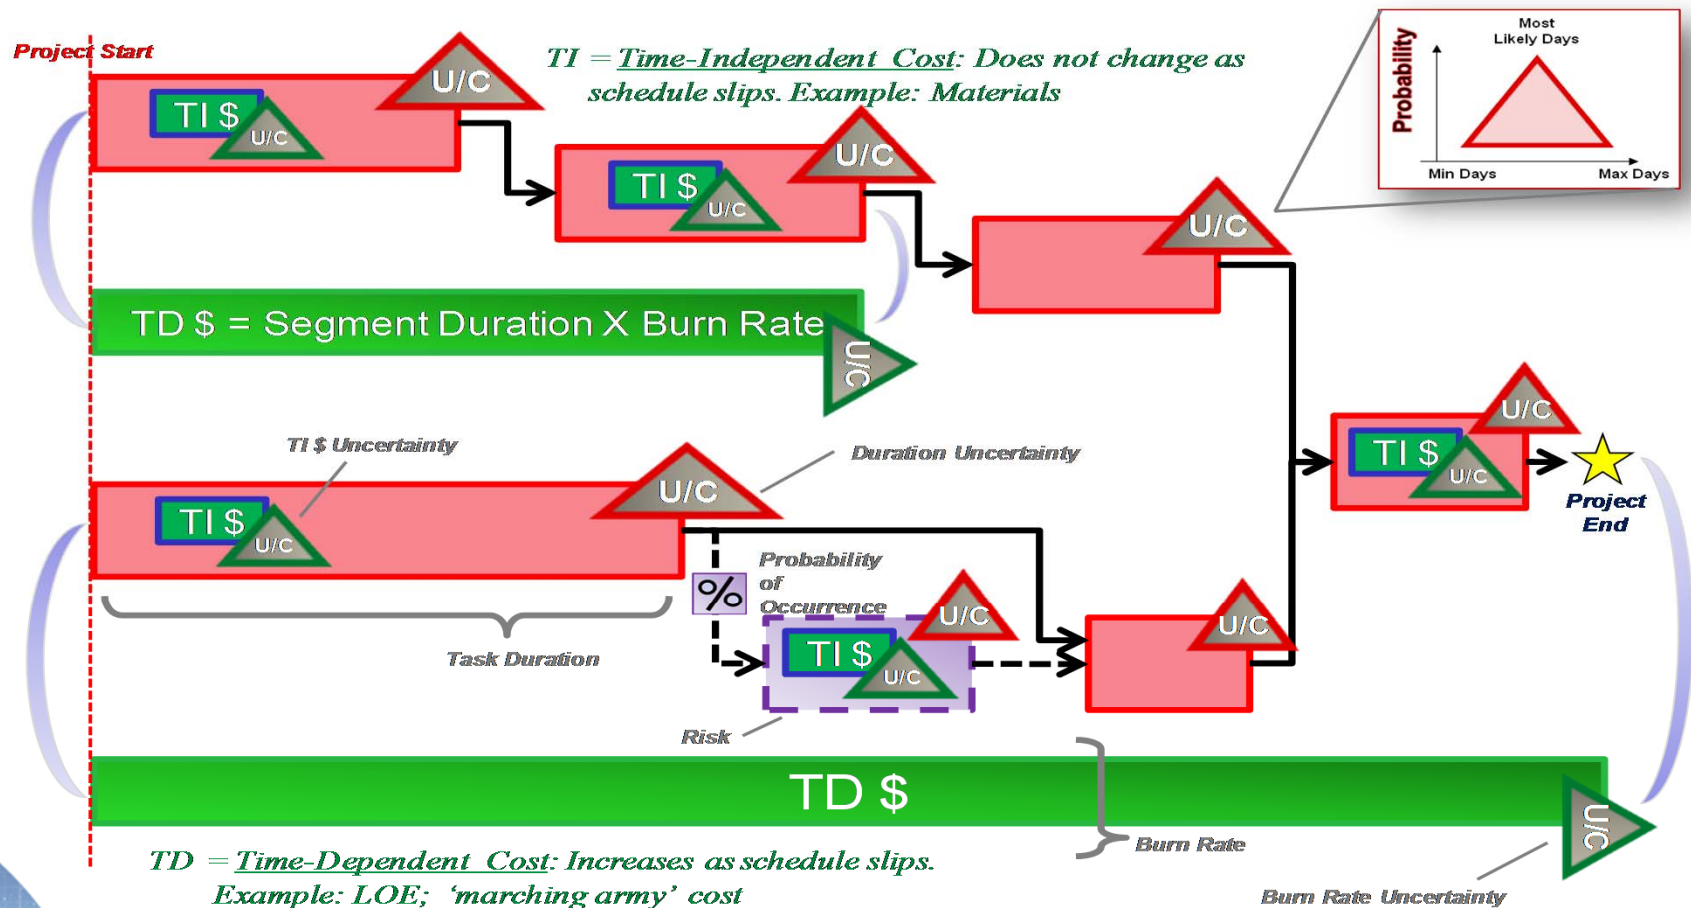 Project Start
TI = Time-Independent Cost: Does not change as
schedule slips. Example: Materials
Most
Likely Days
Probability
Min Days
Max Days
U/C
TI $
U/C
U/C
TI $
U/C
U/C
TD $ = Segment Duration X Burn Rate
U/C
TI $ Uncertainty
Duration Uncertainty
U/C
TI $
U/C
U/C
TI $
U/C
Project
End
Probability
of
Occurrence
%
Task Duration
U/C
TI $
U/C
U/C
Risk
TD $
U/C
Burn Rate
TD = Time-Dependent Cost: Increases as schedule slips.
Example: LOE; ‘marching army’ cost
Burn Rate Uncertainty